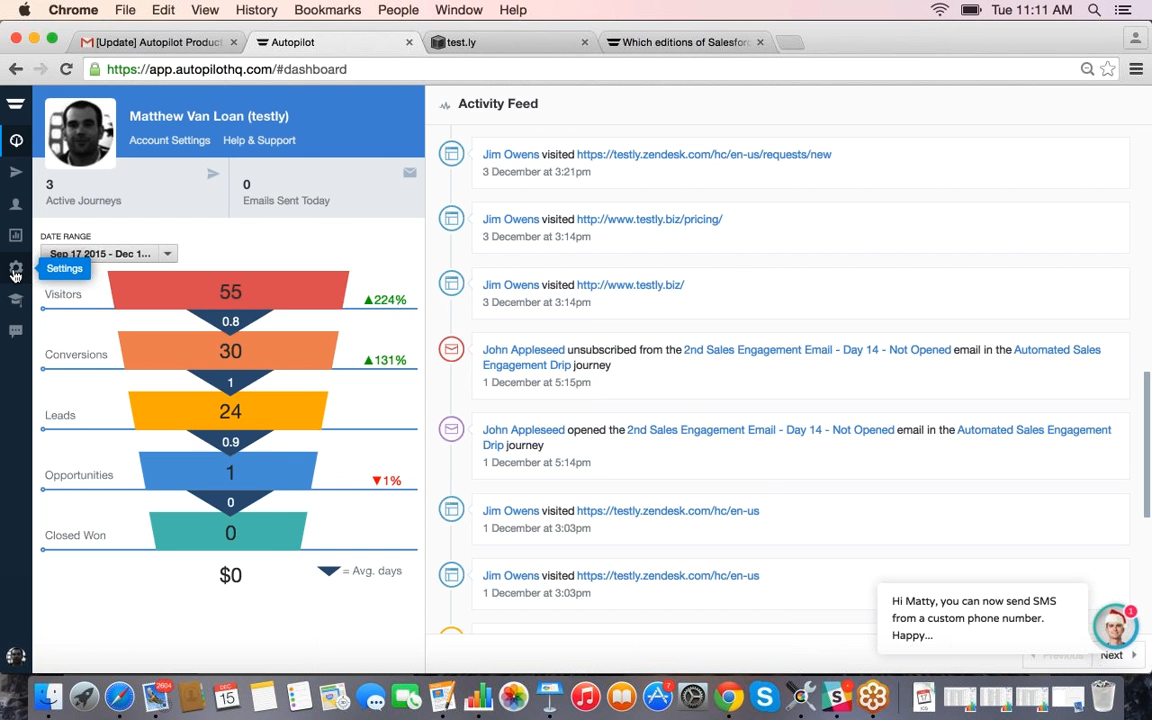 Chrome File Edit View History Bookmarks People Window Help Tue 11:11 AM
[Update] Autopilot Produc Autopilot test.ly Which editions of Salesfor
https://app.autopilothq.com/#dashboard
Matthew Van Loan (testly)
Account Settings Help & Support
3
Active Journeys
0
Emails Sent Today
DATE RANGE
Sep 17 2015 - Dec 1...
Settings
Visitors 55 ▲224%
0.8
Conversions 30 ▲131%
1
Leads 24
0.9
Opportunities 1 ▼1%
0
Closed Won 0
$0 = Avg. days
Activity Feed
Jim Owens visited https://testly.zendesk.com/hc/en-us/requests/new
3 December at 3:21pm
Jim Owens visited http://www.testly.biz/pricing/
3 December at 3:14pm
Jim Owens visited http://www.testly.biz/
3 December at 3:14pm
John Appleseed unsubscribed from the 2nd Sales Engagement Email - Day 14 - Not Opened email in the Automated Sales
Engagement Drip journey
1 December at 5:15pm
John Appleseed opened the 2nd Sales Engagement Email - Day 14 - Not Opened email in the Automated Sales Engagement
Drip journey
1 December at 5:14pm
Jim Owens visited https://testly.zendesk.com/hc/en-us
1 December at 3:03pm
Jim Owens visited https://testly.zendesk.com/hc/en-us
1 December at 3:03pm
Hi Matty, you can now send SMS
from a custom phone number.
Happy...
1
Previous Next
2604 DEC 15 7